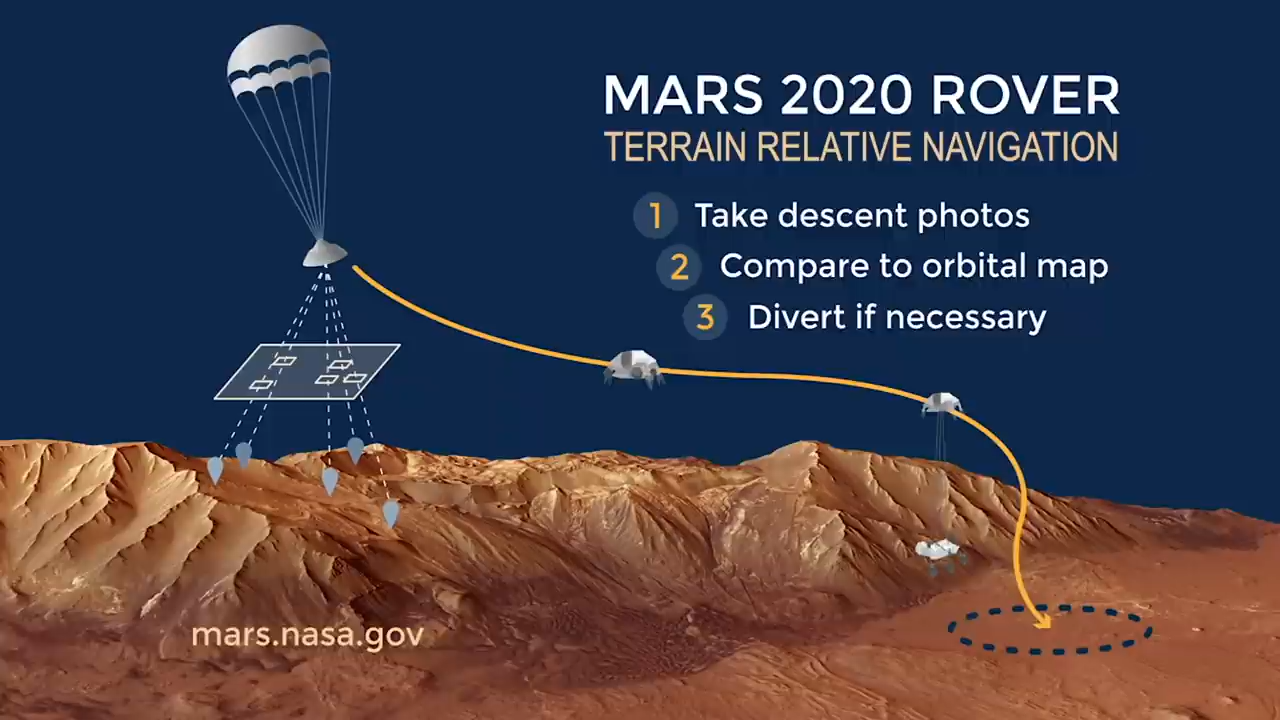 MARS 2020 ROVER
TERRAIN RELATIVE NAVIGATION
1 Take descent photos
2 Compare to orbital map
3 Divert if necessary
mars.nasa.gov